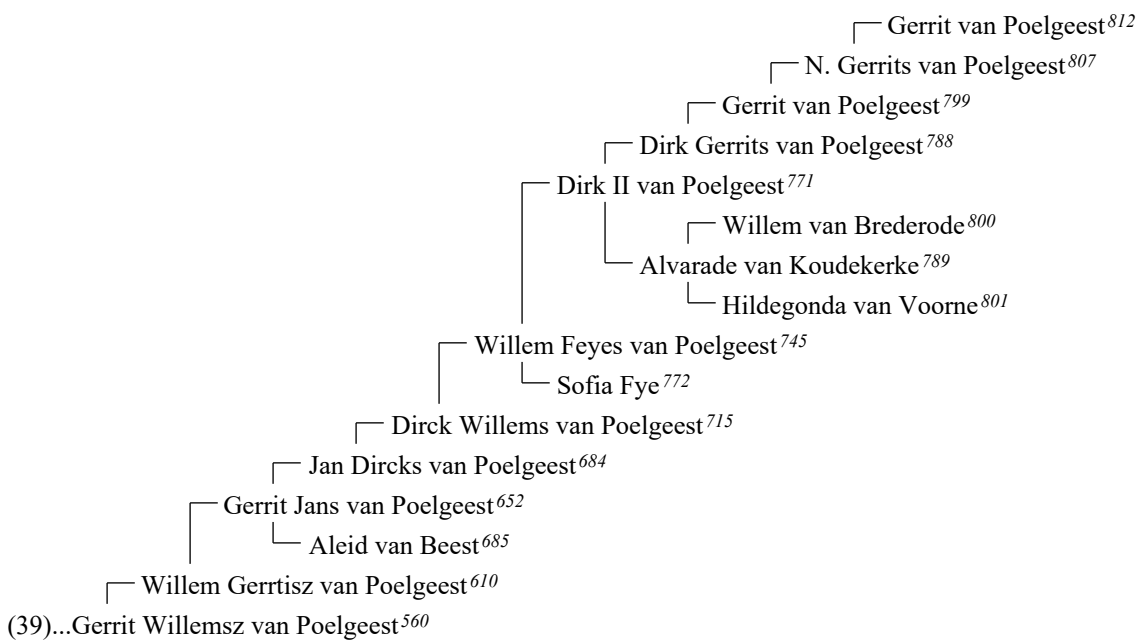 Gerrit van Poelgeest812
N. Gerrits van Poelgeest807
Gerrit van Poelgeest799
Dirk Gerrits van Poelgeest788
Dirk II van Poelgeest771
Willem van Brederode800
Alvarade van Koudekerke789
Hildegonda van Voorne801
Willem Feyes van Poelgeest745
Sofia Fye772
Dirck Willems van Poelgeest715
Jan Dircks van Poelgeest684
Gerrit Jans van Poelgeest652
Aleid van Beest685
Willem Gerrtisz van Poelgeest610
(39)...Gerrit Willemsz van Poelgeest560